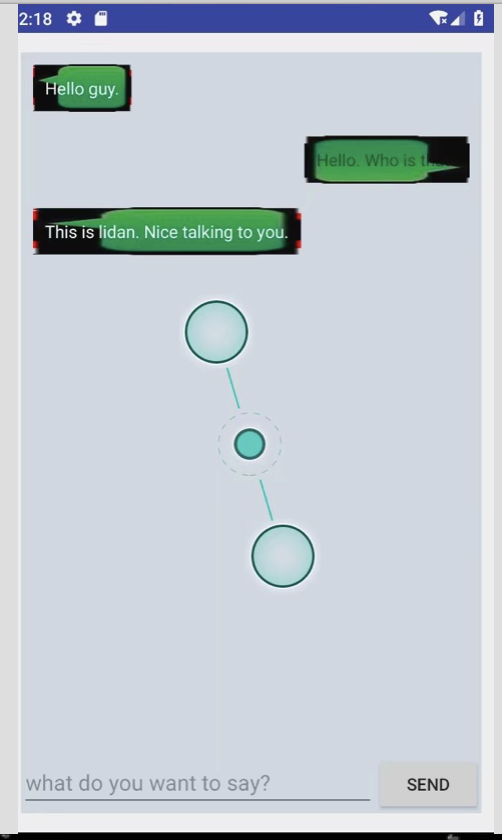 2:18
Hello guy.
Hello. Who is
This is lidan. Nice talking to you.
what do you want to say?
SEND